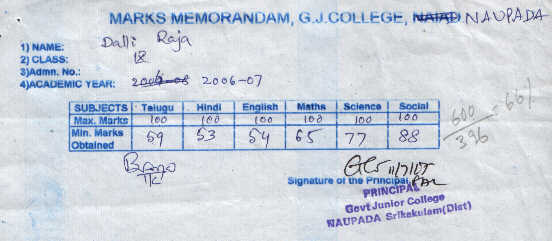 MARKS MEMORANDAM, G.J.COLLEGE, NAUPADA
1) NAME: Dalli Raja
2) CLASS: IX
3)Admn. No.:
4)ACADEMIC YEAR: 2006-07
SUBJECTS Telugu Hindi English Maths Science Social
Max. Marks 100 100 100 100 100 100
Min. Marks Obtained 59 53 54 65 77 88
600 = 66%
396
Signature of the Principal
PRINCIPAL
Govt Junior College
NAUPADA Srikakulam(Dist)